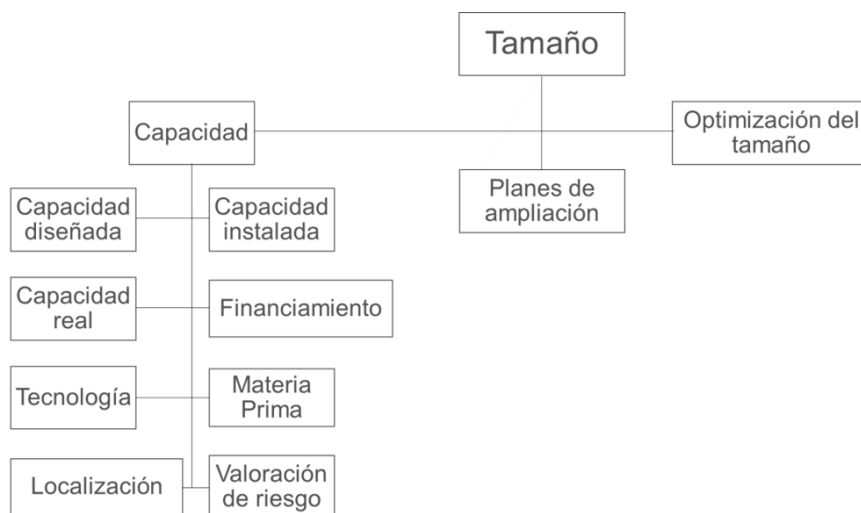 Tamaño
Capacidad
Optimización del
tamaño
Planes de
ampliación
Capacidad
diseñada
Capacidad
instalada
Capacidad
real
Financiamiento
Tecnología
Materia
Prima
Localización
Valoración
de riesgo